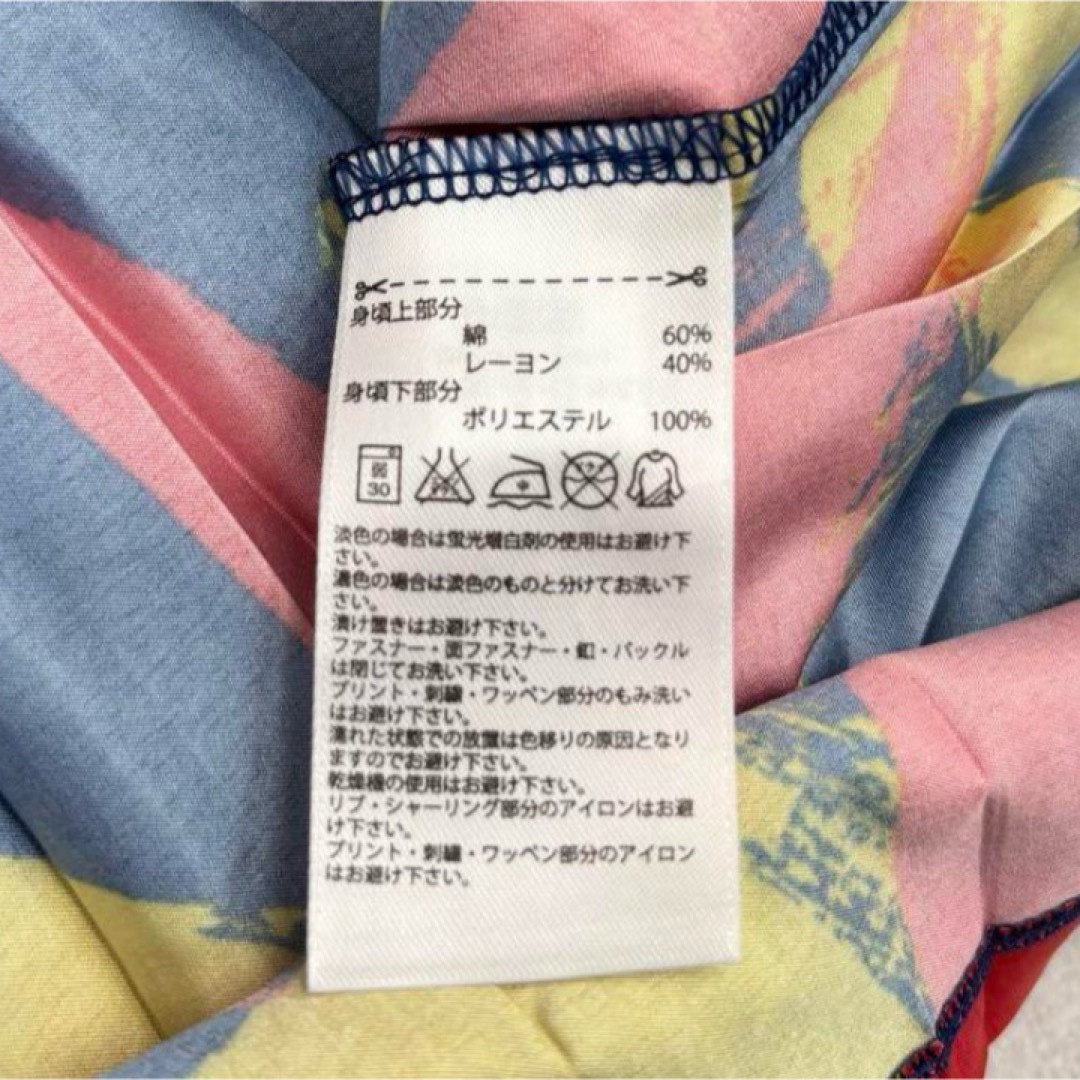 身頃上部分
綿 60%
レーヨン 40%
身頃下部分
ポリエステル 100%
弱
30
淡色の場合は蛍光増白剤の使用はお避け下
さい。
濃色の場合は淡色のものと分けてお洗い下
さい。
漬け置きはお避け下さい。
ファスナー・面ファスナー・釦・バックル
は閉じてお洗い下さい。
プリント・刺繍・ワッペン部分のもみ洗い
はお避け下さい。
濡れた状態での放置は色移りの原因となり
ますのでお避け下さい。
乾燥機の使用はお避け下さい。
リブ・シャーリング部分のアイロンはお避
け下さい。
プリント・刺繍・ワッペン部分のアイロン
はお避け下さい。